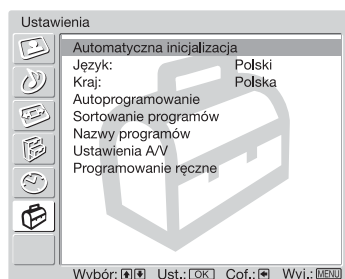 Ustawienia
Automatyczna inicjalizacja
Język: Polski
Kraj: Polska
Autoprogramowanie
Sortowanie programów
Nazwy programów
Ustawienia A/V
Programowanie ręczne
Wybór: Ust.: OK Cof.: Wyj.: MENU